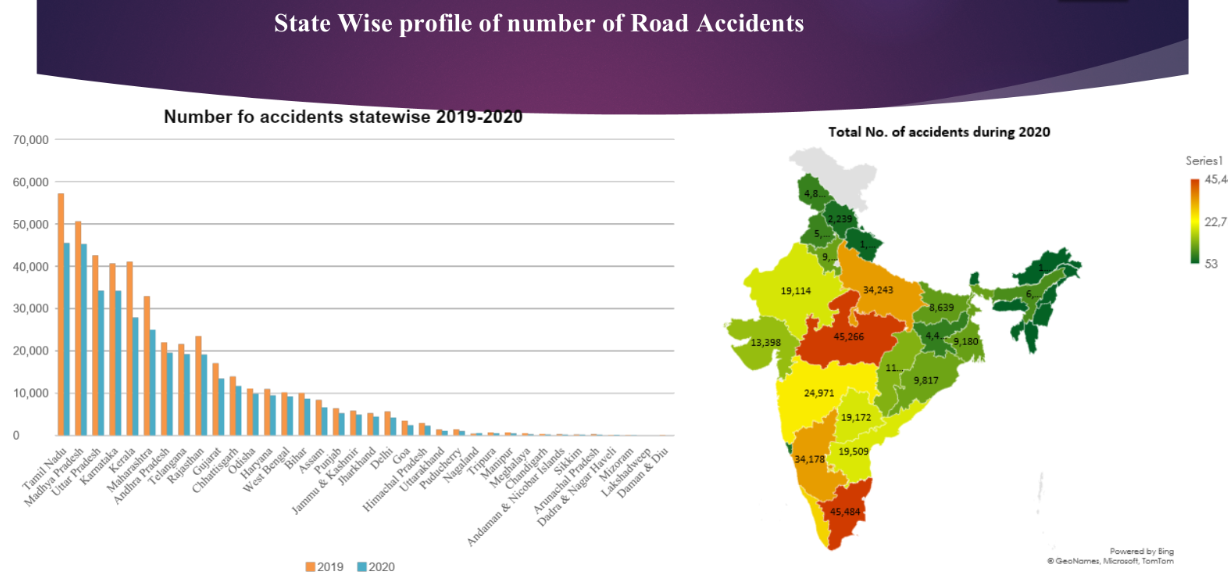 State Wise profile of number of Road Accidents
Number fo accidents statewise 2019-2020
70,000
60,000
50,000
40,000
30,000
20,000
10,000
0
Tamil Nadu
Madhya Pradesh
Uttar Pradesh
Karnataka
Kerala
Maharashtra
Andhra Pradesh
Telangana
Rajasthan
Gujarat
Chhattisgarh
Odisha
Haryana
West Bengal
Bihar
Assam
Punjab
Jammu & Kashmir
Jharkhand
Delhi
Goa
Himachal Pradesh
Uttarakhand
Puducherry
Nagaland
Tripura
Manipur
Meghalaya
Chandigarh
Andaman & Nicobar Islands
Sikkim
Arunachal Pradesh
Dadra & Nagar Haveli
Mizoram
Lakshadweep
Daman & Diu
2019 2020
Total No. of accidents during 2020
Series1
45,4
22,7
53
4,8...
2,239
5,...
1,...
9,...
19,114
34,243
1...
6,...
8,639
13,398
45,266
4,4...
9,180
11...
9,817
24,971
19,172
19,509
34,178
45,484
Powered by Bing
© GeoNames, Microsoft, TomTom